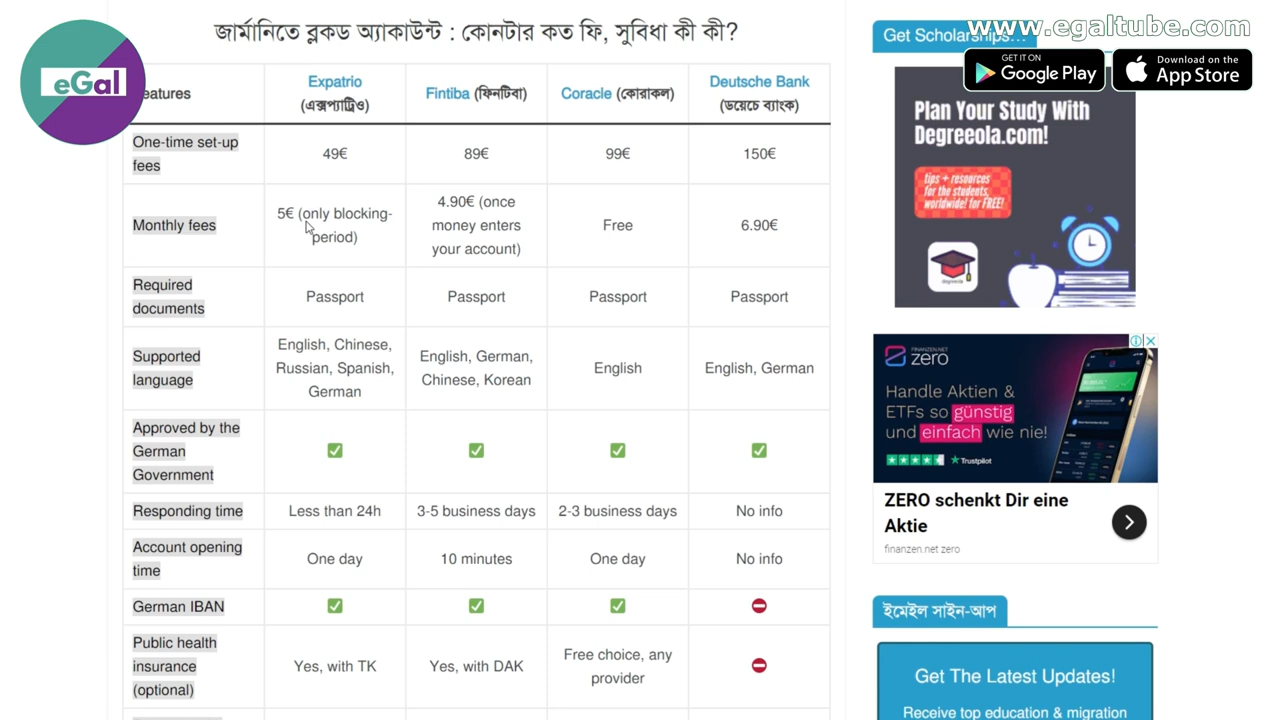 জার্মানিতে ব্লকড অ্যাকাউন্ট : কোনটার কত ফি, সুবিধা কী কী?
eGal
eatures
Expatrio
(এক্সপ্যাট্রিও)
Fintiba (ফিনটিবা)
Coracle (কোরাকল)
Deutsche Bank
(ডয়েচে ব্যাংক)
One-time set-up
fees
49€
89€
99€
150€
Monthly fees
5€ (only blocking-
period)
4.90€ (once
money enters
your account)
Free
6.90€
Required
documents
Passport
Passport
Passport
Passport
Supported
language
English, Chinese,
Russian, Spanish,
German
English, German,
Chinese, Korean
English
English, German
Approved by the
German
Government
Responding time
Less than 24h
3-5 business days
2-3 business days
No info
Account opening
time
One day
10 minutes
One day
No info
German IBAN
Public health
insurance
(optional)
Yes, with TK
Yes, with DAK
Free choice, any
provider
www.egaltube.com
Get Scholarships...
GET IT ON
Google Play
Download on the
App Store
Plan Your Study With
Degreeola.com!
tips + resources
for the students,
worldwide! for FREE!
degreeola
FINANZEN.NET
zero
Handle Aktien &
ETFs so günstig
und einfach wie nie!
Trustpilot
ZERO schenkt Dir eine
Aktie
finanzen.net zero
ইমেইল সাইন-আপ
Get The Latest Updates!
Receive top education & migration